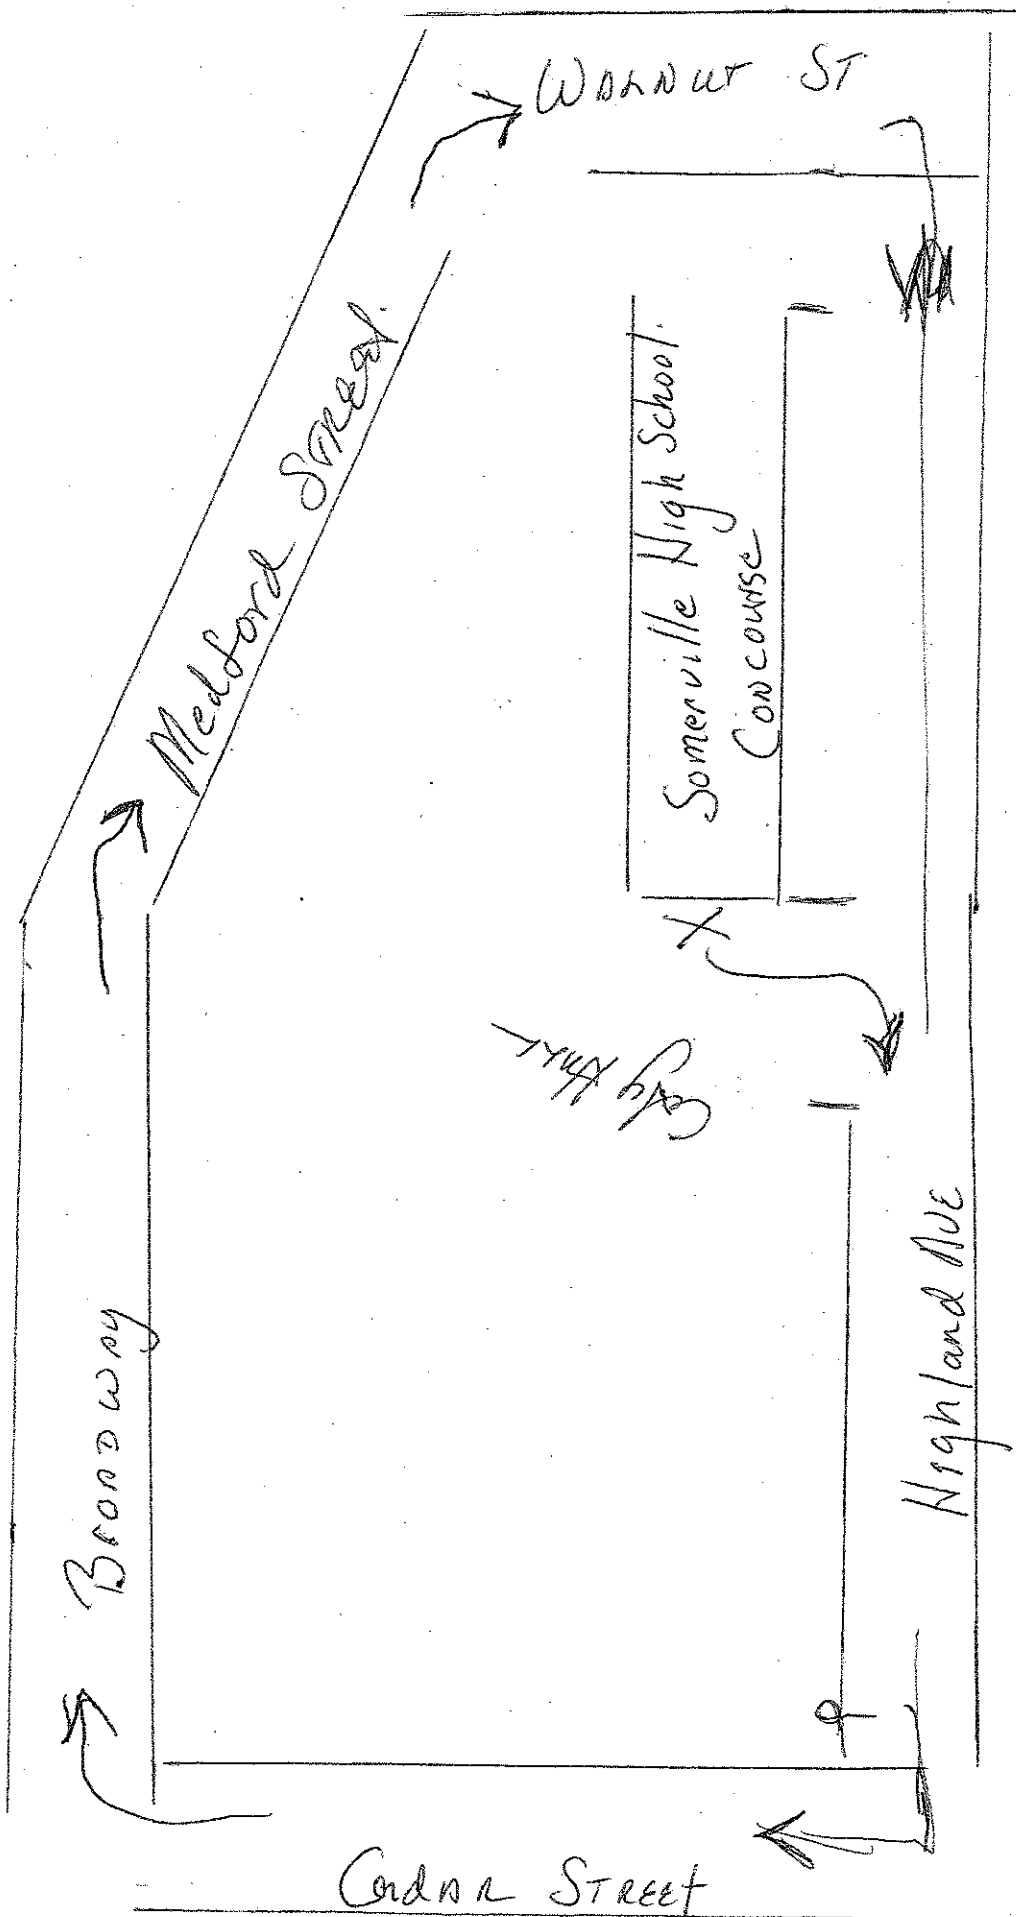 WALNUT ST
Medford Street.
Somerville High School.
Concourse
City Hall
Broadway
Highland Ave
Cedar Street